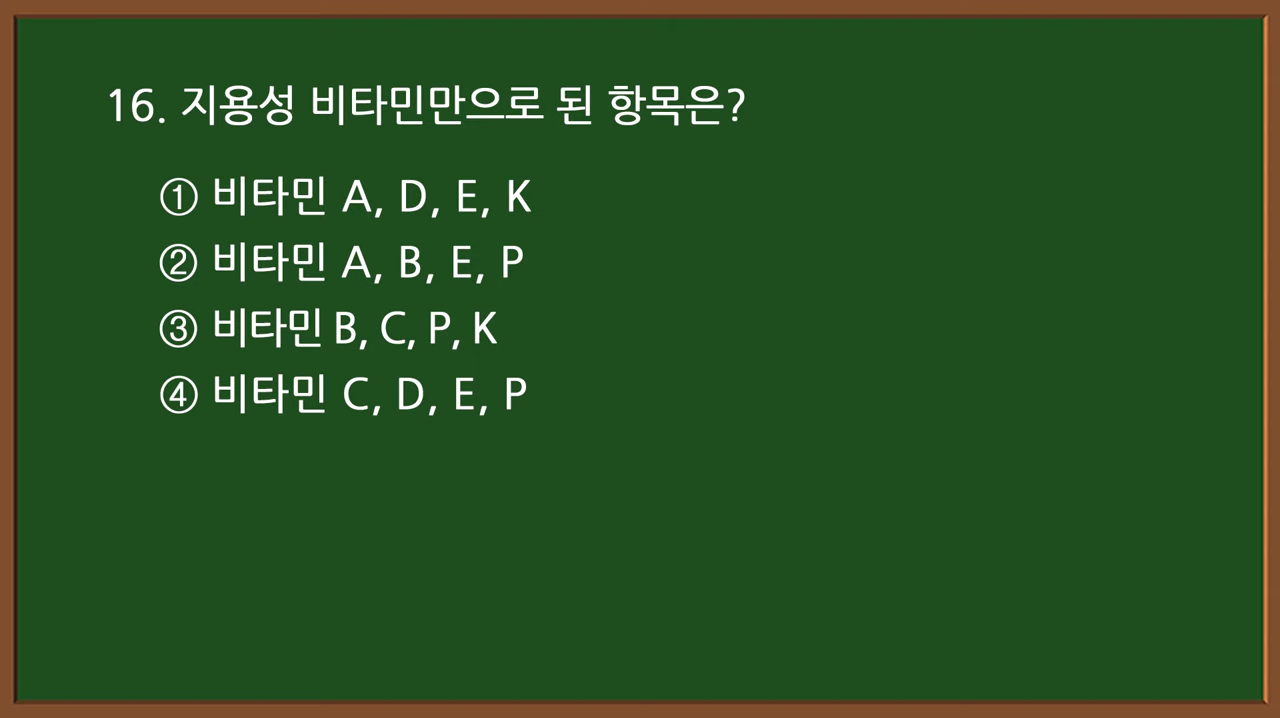 16. 지용성 비타민만으로 된 항목은?
① 비타민 A, D, E, K
② 비타민 A, B, E, P
③ 비타민 B, C, P, K
④ 비타민 C, D, E, P